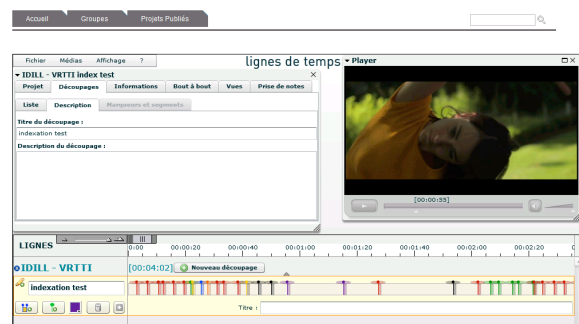 Accueil Groupes Projets Publiés
Fichier Médias Affichage ? lignes de temps
Player
IDILL - VRTTI index test
Projet Découpages Informations Bout à bout Vues Prise de notes
Liste Description Marqueurs et segments
Titre du découpage :
indexation test
Description du découpage :
[00:00:55]
LIGNES 0:00 00:00:20 00:00:40 00:01:00 00:01:20 00:01:40 00:02:00 00:02:20
IDILL - VRTTI [00:04:02] Nouveau découpage
indexation test
Titre :